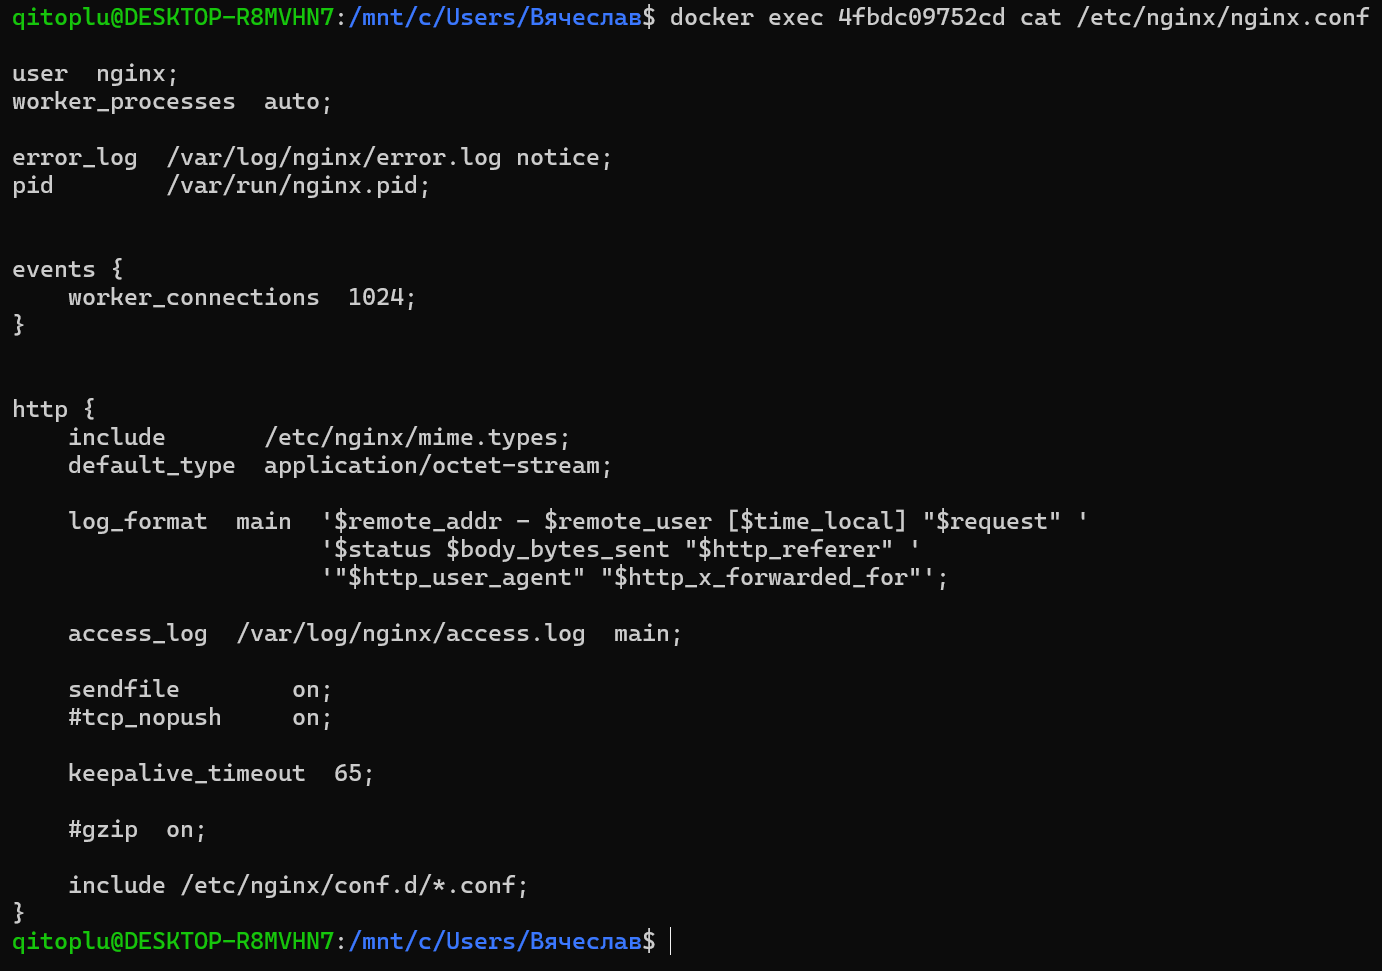 qitoplu@DESKTOP-R8MVHN7:/mnt/c/Users/Вячеслав$ docker exec 4fbdc09752cd cat /etc/nginx/nginx.conf

user  nginx;
worker_processes  auto;

error_log  /var/log/nginx/error.log notice;
pid        /var/run/nginx.pid;


events {
    worker_connections  1024;
}


http {
    include       /etc/nginx/mime.types;
    default_type  application/octet-stream;

    log_format  main  '$remote_addr - $remote_user [$time_local] "$request" '
                      '$status $body_bytes_sent "$http_referer" '
                      '"$http_user_agent" "$http_x_forwarded_for"';

    access_log  /var/log/nginx/access.log  main;

    sendfile        on;
    #tcp_nopush     on;

    keepalive_timeout  65;

    #gzip  on;

    include /etc/nginx/conf.d/*.conf;
}
qitoplu@DESKTOP-R8MVHN7:/mnt/c/Users/Вячеслав$